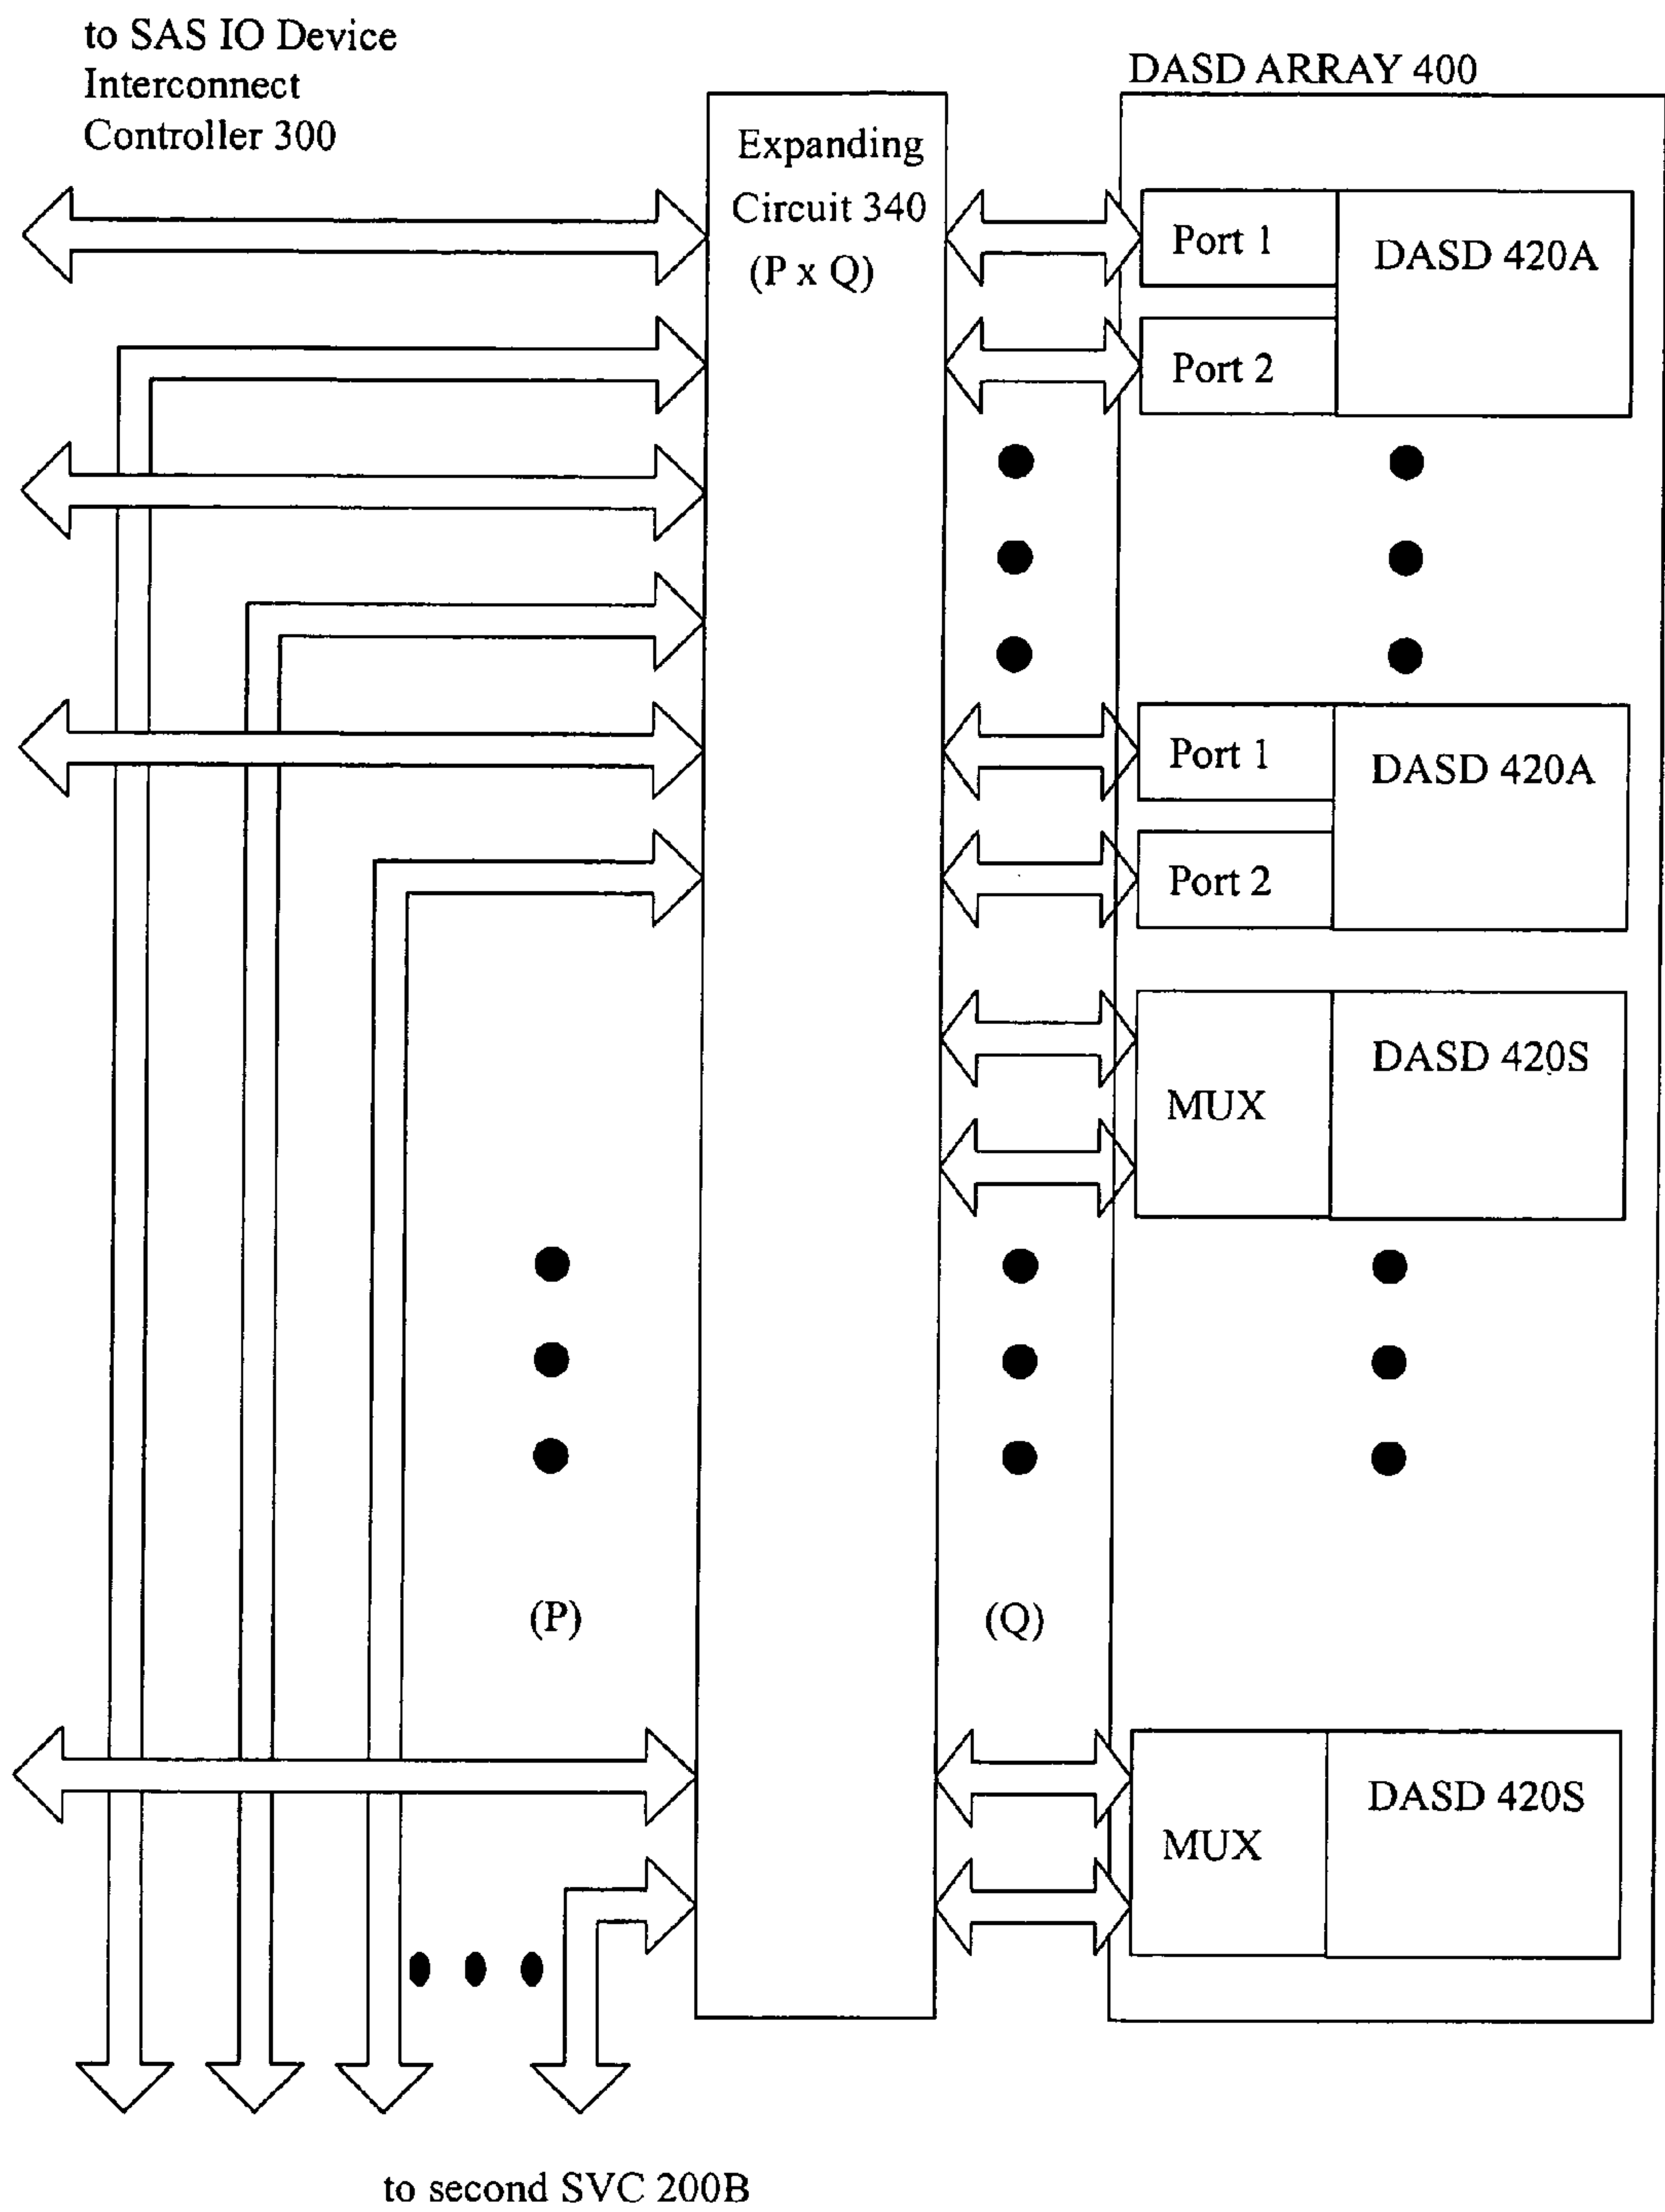 to SAS IO Device
Interconnect
Controller 300
DASD ARRAY 400
Expanding
Circuit 340
(P x Q)
Port 1
DASD 420A
Port 2
Port 1
DASD 420A
Port 2
DASD 420S
MUX
(P)
(Q)
DASD 420S
MUX
to second SVC 200B